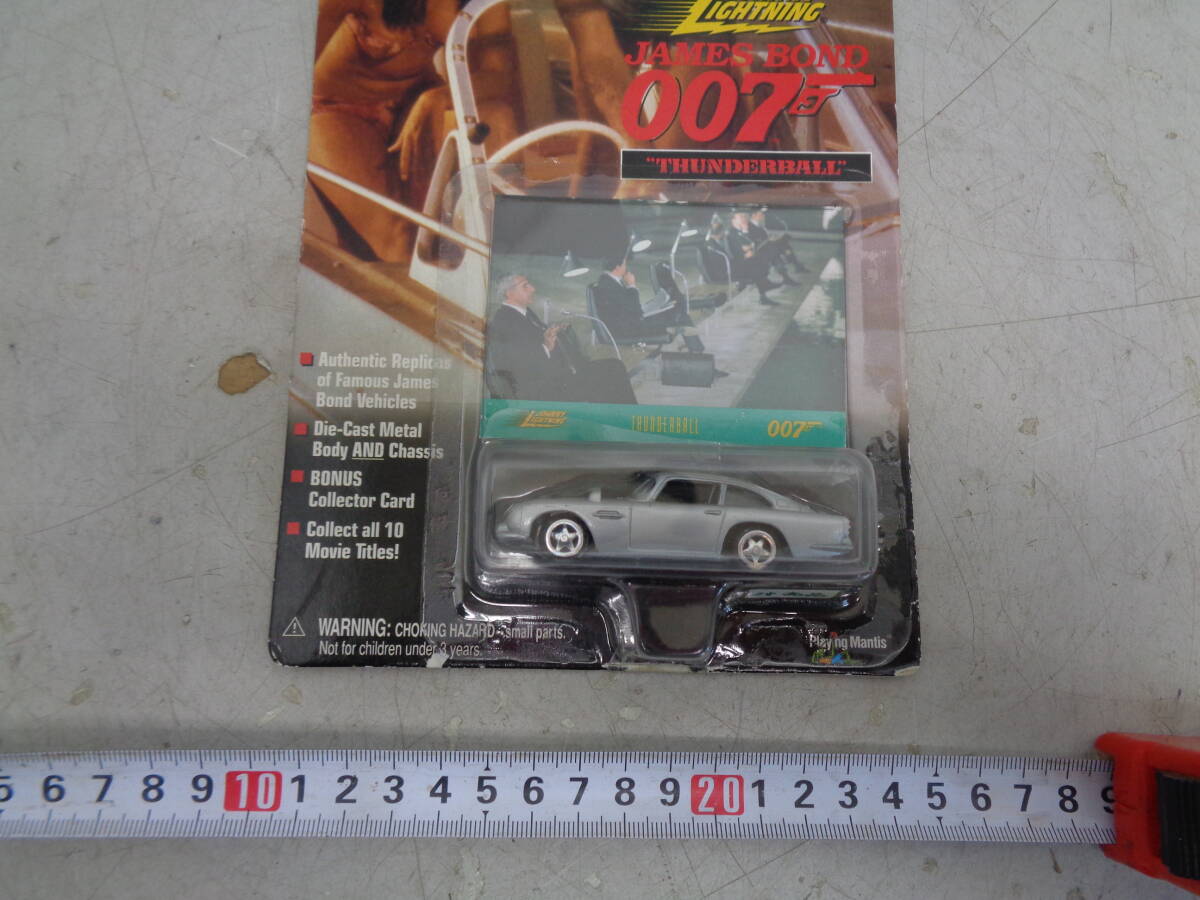 LIGHTNING
JAMES BOND
007
"THUNDERBALL"
Authentic Replicas
of Famous James
Bond Vehicles
Die-Cast Metal
Body AND Chassis
BONUS
Collector Card
Collect all 10
Movie Titles!
JOHNNY
LIGHTNING
THUNDERBALL
007
WARNING: CHOKING HAZARD - small parts.
Not for children under 3 years.
Playing Mantis
5 6 7 8 9 10 1 2 3 4 5 6 7 8 9 20 1 2 3 4 5 6 7 8 9